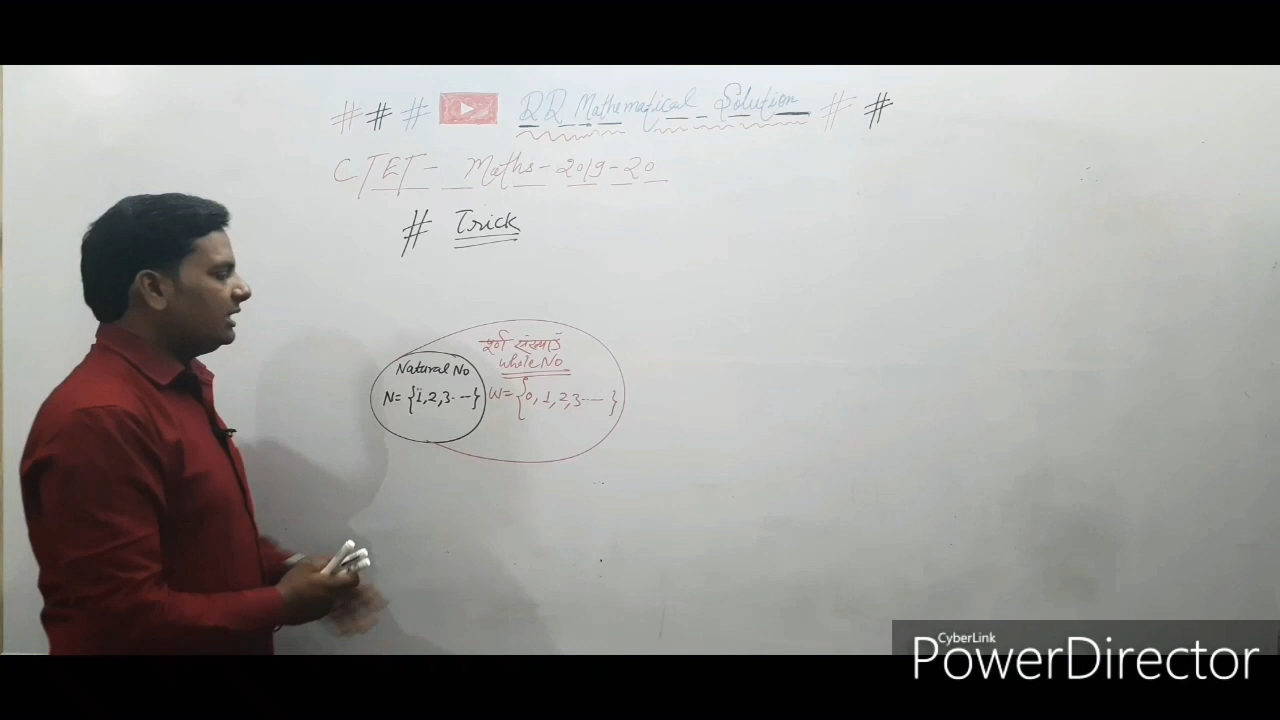 # # # RR Mathematical Solution # #
CTET- Maths-2019-20
# Trick
पूर्ण संख्याएँ
Whole No
Natural No
N= {1,2,3---}
W= {0,1,2,3----}
CyberLink
PowerDirector